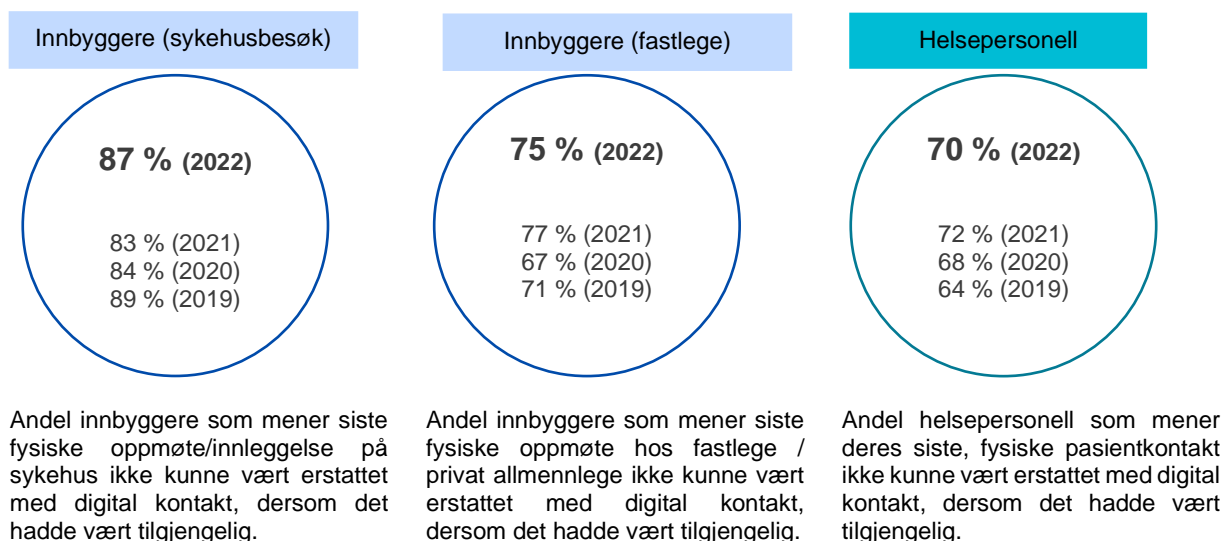 Innbyggere (sykehusbesøk)
87 % (2022)
83 % (2021)
84 % (2020)
89 % (2019)
Andel innbyggere som mener siste
fysiske oppmøte/innleggelse på
sykehus ikke kunne vært erstattet
med digital kontakt, dersom det
hadde vært tilgjengelig.
Innbyggere (fastlege)
75 % (2022)
77 % (2021)
67 % (2020)
71 % (2019)
Andel innbyggere som mener siste
fysiske oppmøte hos fastlege /
privat allmennlege ikke kunne vært
erstattet med digital kontakt,
dersom det hadde vært tilgjengelig.
Helsepersonell
70 % (2022)
72 % (2021)
68 % (2020)
64 % (2019)
Andel helsepersonell som mener
deres siste, fysiske pasientkontakt
ikke kunne vært erstattet med digital
kontakt, dersom det hadde vært
tilgjengelig.